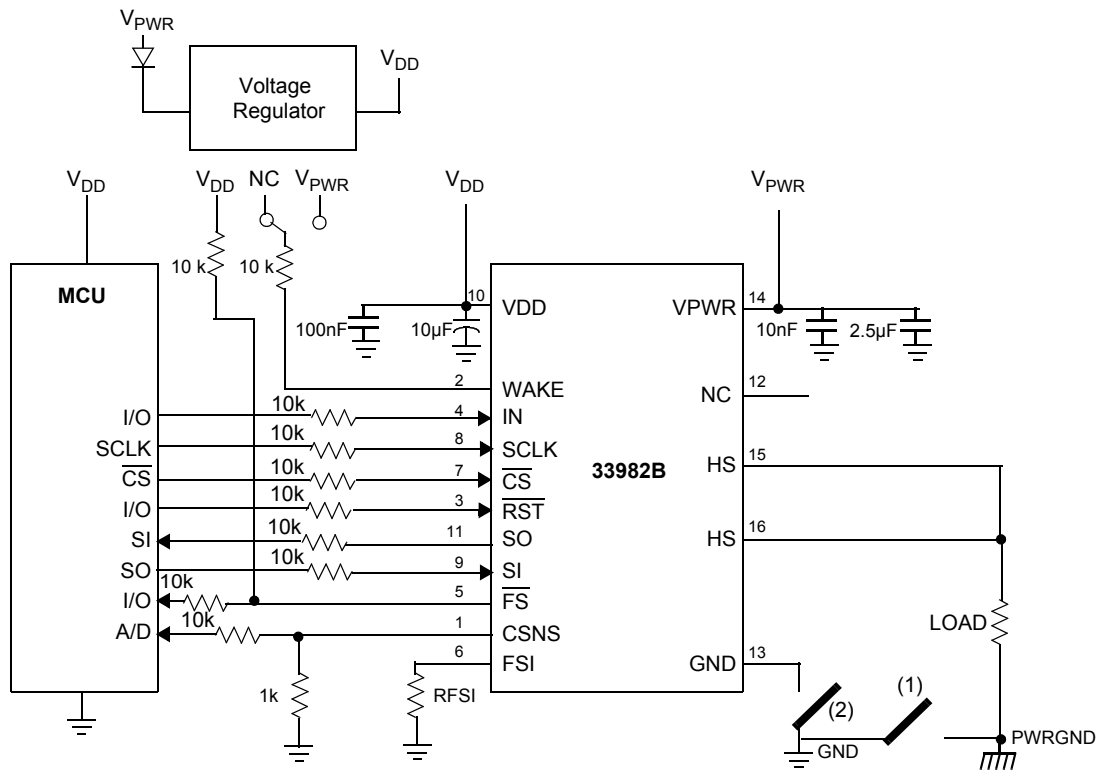 VPWR
Voltage
Regulator
VDD
VDD
VDD
NC
VPWR
VDD
VPWR
10 k
10 k
MCU
100nF
10µF
10
VDD
VPWR
14
10nF
2.5µF
2
WAKE
NC
12
I/O
10k
4
IN
SCLK
10k
8
SCLK
HS
15
CS
10k
7
CS
33982B
I/O
10k
3
RST
SI
10k
11
SO
HS
16
SO
10k
9
SI
I/O
10k
5
FS
A/D
10k
1
CSNS
LOAD
6
FSI
GND
13
1k
RFSI
(2)
(1)
GND
PWRGND